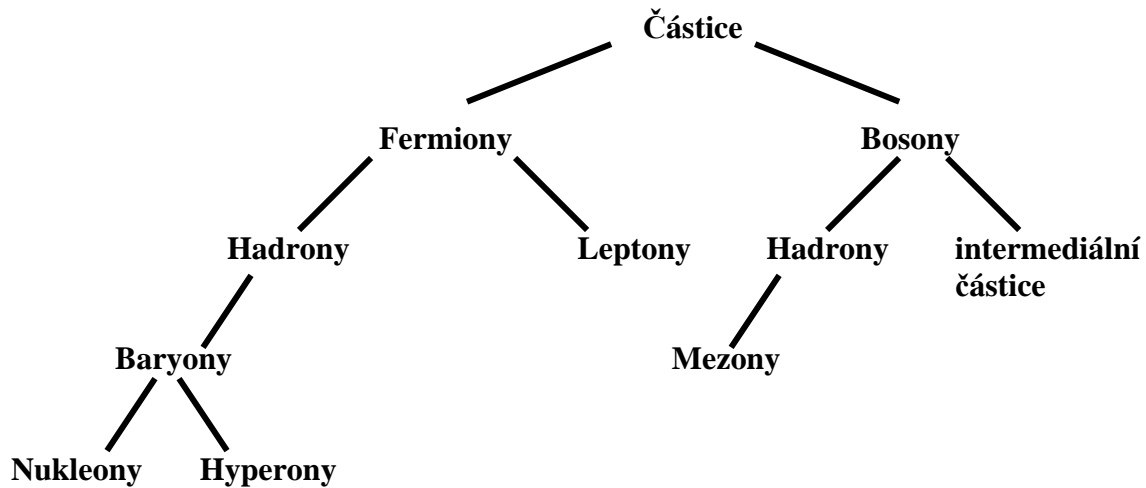 Částice
Fermiony
Bosony
Hadrony
Leptony
Hadrony
intermediální
částice
Baryony
Mezony
Nukleony
Hyperony